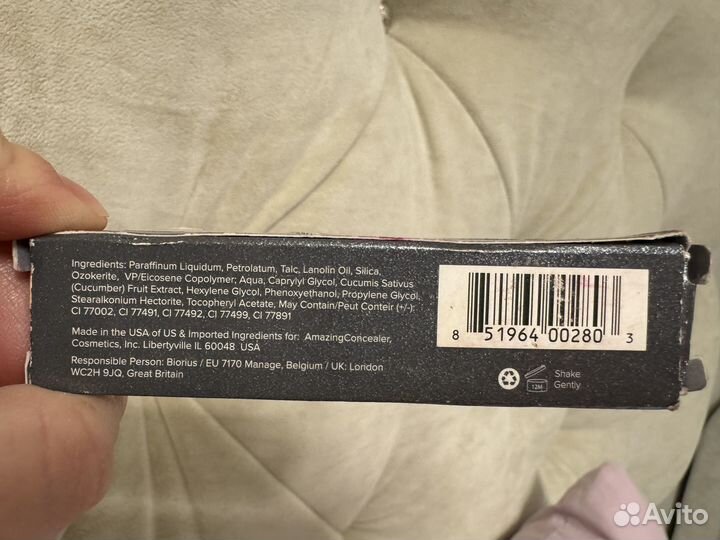 Ingredients: Paraffinum Liquidum, Petrolatum, Talc, Lanolin Oil, Silica,
Ozokerite, VP/Eicosene Copolymer; Aqua, Caprylyl Glycol, Cucumis Sativus
(Cucumber) Fruit Extract, Hexylene Glycol, Phenoxyethanol, Propylene Glycol,
Stearalkonium Hectorite, Tocopheryl Acetate, May Contain/Peut Conteir (+/-):
CI 77002, CI 77491, CI 77492, CI 77499, CI 77891
Made in the USA of US & Imported Ingredients for: AmazingConcealer,
Cosmetics, Inc. Libertyville IL 60048 USA
Responsible Person: Biorius / EU 7170 Manage, Belgium / UK: London
WC2H 9JQ, Great Britain
8 51964 00280 3
12M
Shake
Gently
Avito